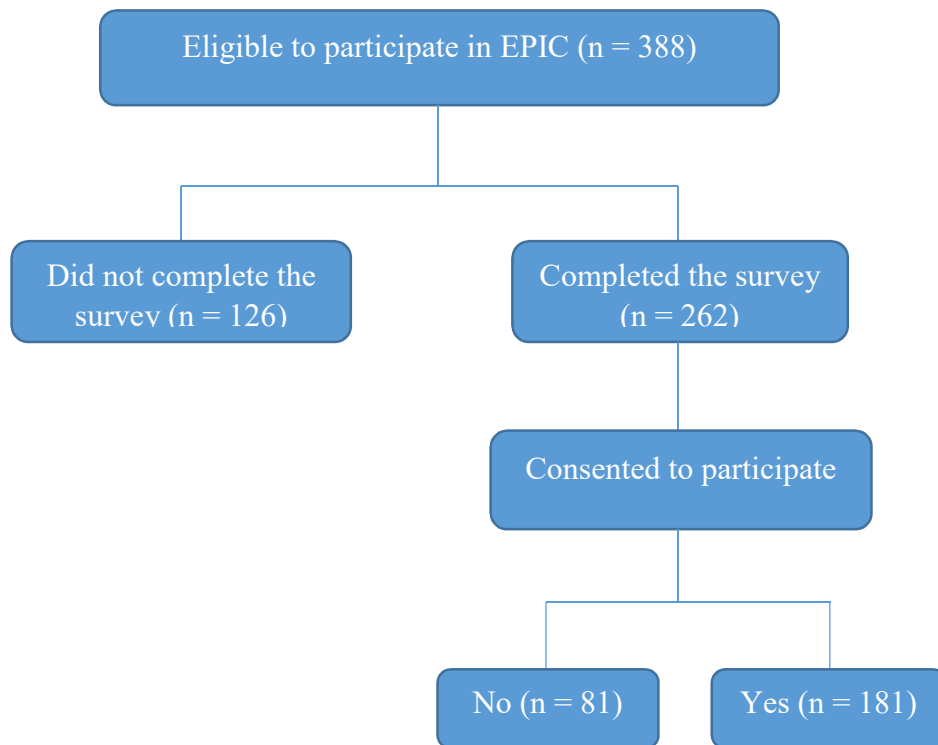 Eligible to participate in EPIC (n = 388)
Did not complete the
survey (n = 126)
Completed the survey
(n = 262)
Consented to participate
No (n = 81)
Yes (n = 181)